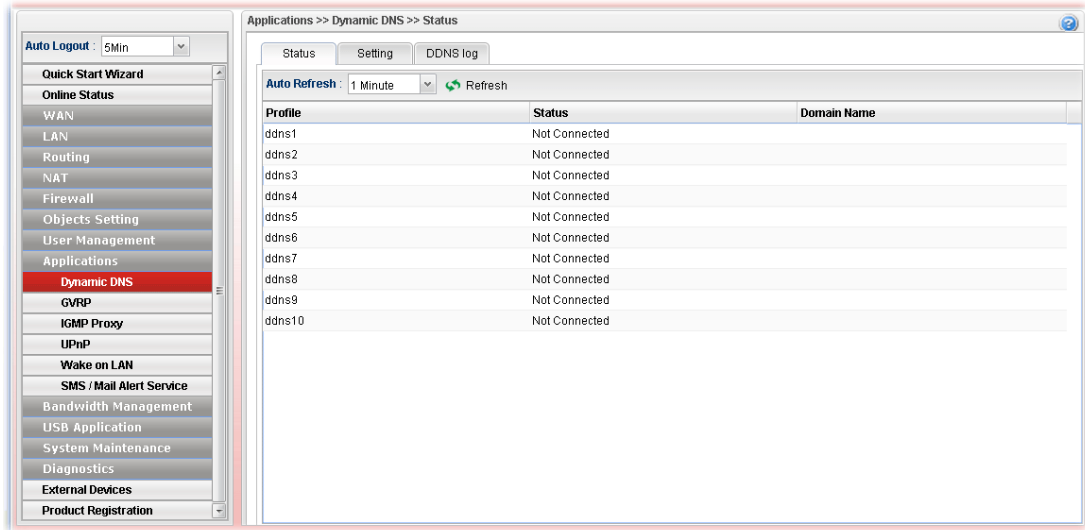 Applications >> Dynamic DNS >> Status
Auto Logout : 5Min
Quick Start Wizard
Online Status
WAN
LAN
Routing
NAT
Firewall
Objects Setting
User Management
Applications
Dynamic DNS
GVRP
IGMP Proxy
UPnP
Wake on LAN
SMS / Mail Alert Service
Bandwidth Management
USB Application
System Maintenance
Diagnostics
External Devices
Product Registration
Status Setting DDNS log
Auto Refresh : 1 Minute Refresh
Profile Status Domain Name
ddns1 Not Connected
ddns2 Not Connected
ddns3 Not Connected
ddns4 Not Connected
ddns5 Not Connected
ddns6 Not Connected
ddns7 Not Connected
ddns8 Not Connected
ddns9 Not Connected
ddns10 Not Connected